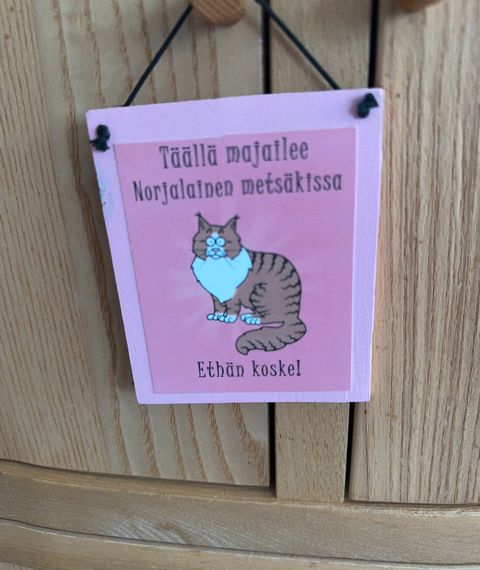 Täällä majailee
Norjalainen metsäkissa
Ethän koske!